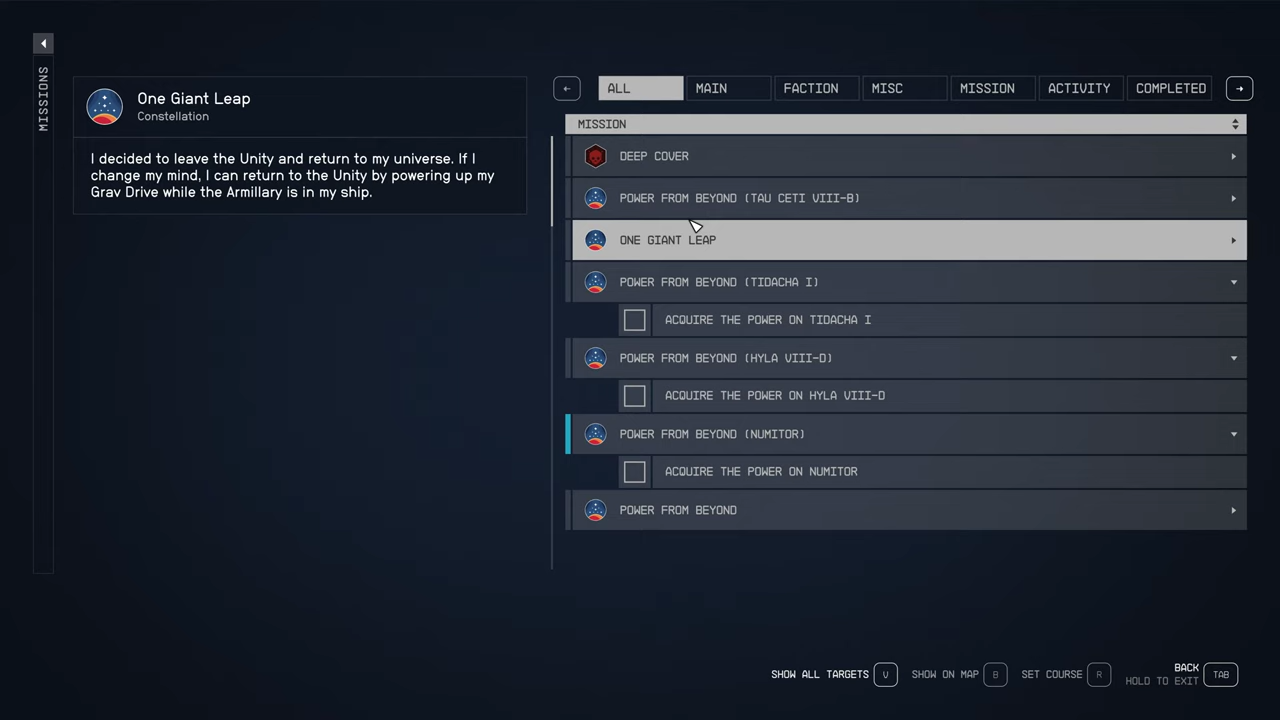 MISSIONS
One Giant Leap
Constellation
I decided to leave the Unity and return to my universe. If I
change my mind, I can return to the Unity by powering up my
Grav Drive while the Armillary is in my ship.
ALL MAIN FACTION MISC MISSION ACTIVITY COMPLETED
MISSION
DEEP COVER
POWER FROM BEYOND (TAU CETI VIII-B)
ONE GIANT LEAP
POWER FROM BEYOND (TIDACHA I)
ACQUIRE THE POWER ON TIDACHA I
POWER FROM BEYOND (HYLA VIII-D)
ACQUIRE THE POWER ON HYLA VIII-D
POWER FROM BEYOND (NUMITOR)
ACQUIRE THE POWER ON NUMITOR
POWER FROM BEYOND
SHOW ALL TARGETS V SHOW ON MAP B SET COURSE R BACK TAB
HOLD TO EXIT